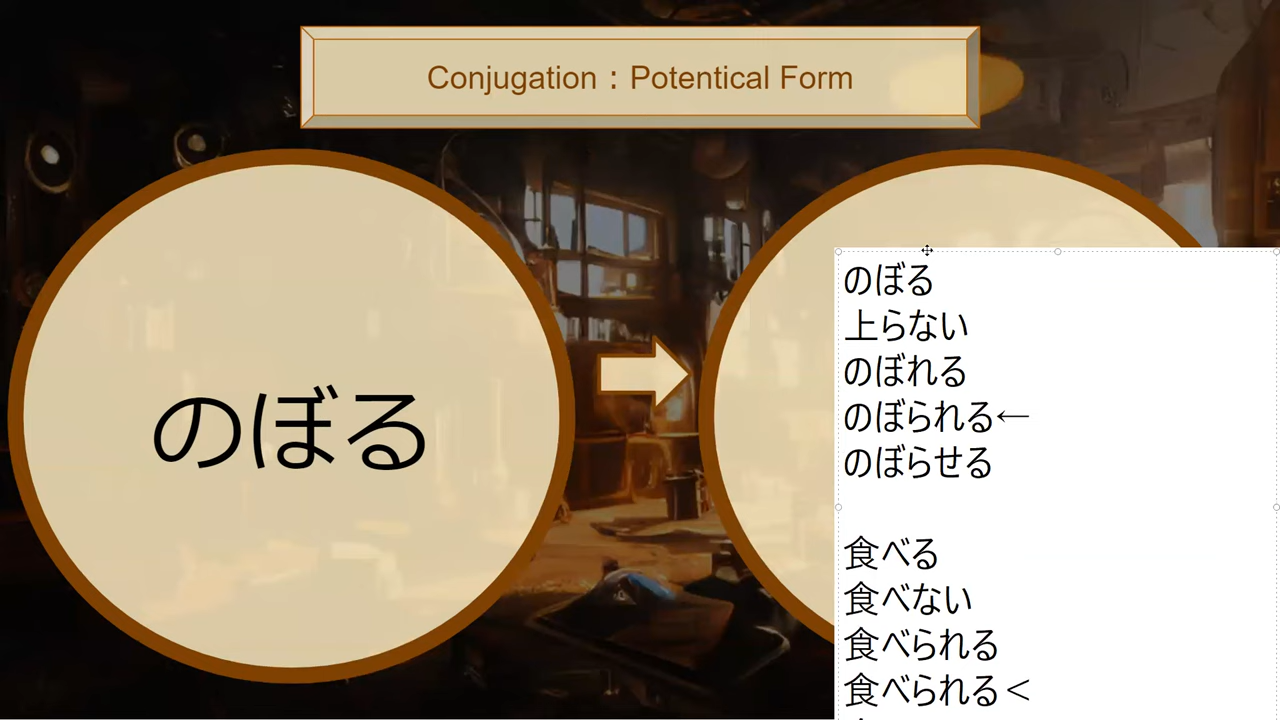 Conjugation：Potentical Form
のぼる
のぼる
上らない
のぼれる
のぼられる←
のぼらせる
食べる
食べない
食べられる
食べられる＜